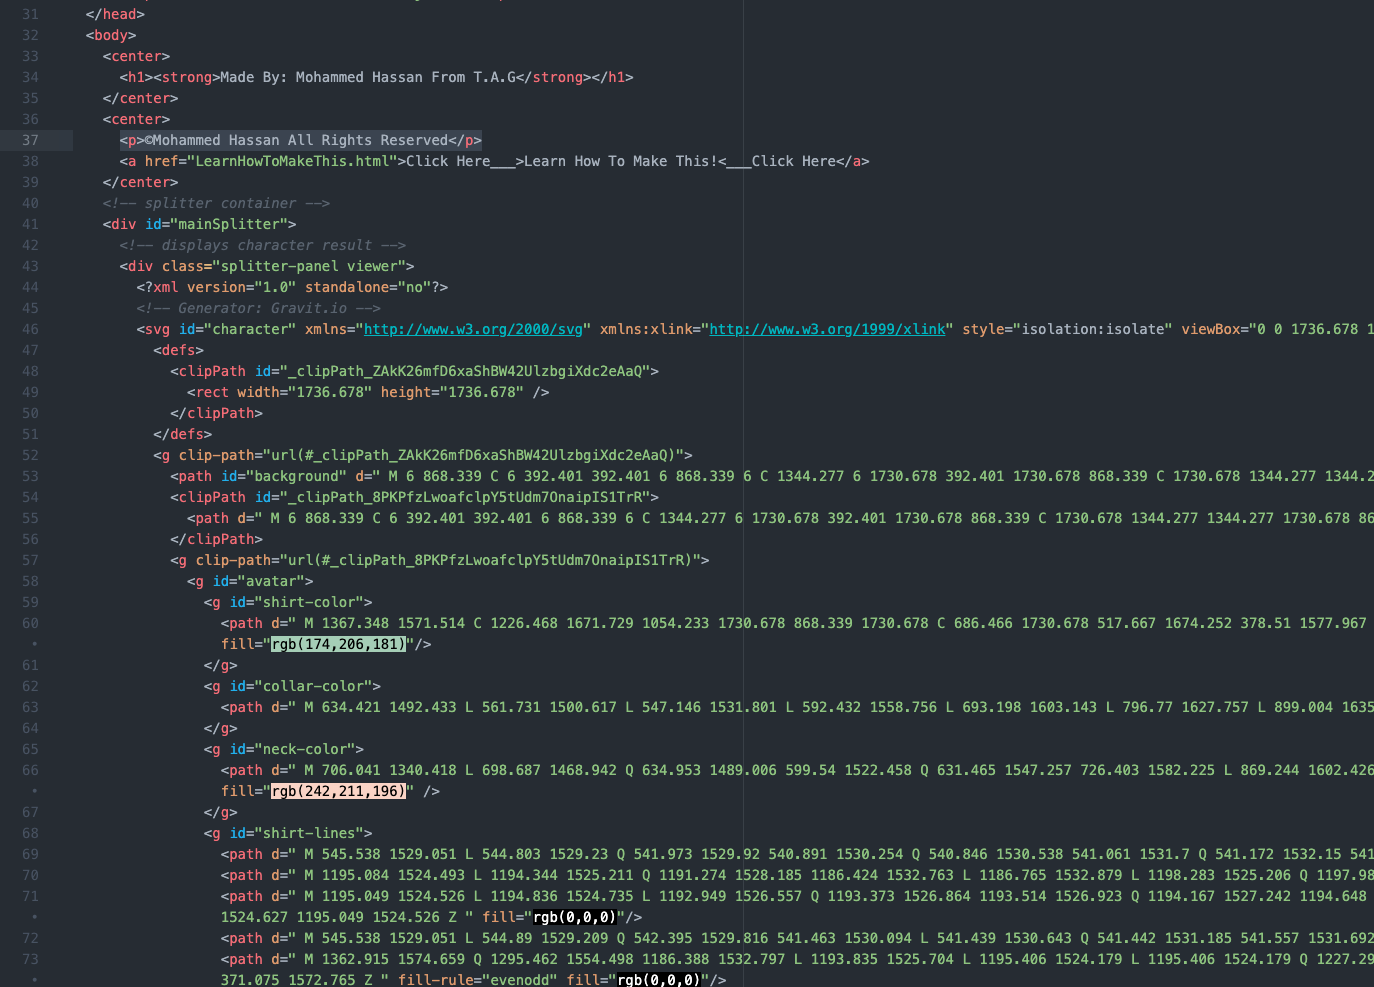 31 </head>
32 <body>
33 <center>
34 <h1><strong>Made By: Mohammed Hassan From T.A.G</strong></h1>
35 </center>
36 <center>
37 <p>©Mohammed Hassan All Rights Reserved</p>
38 <a href="LearnHowToMakeThis.html">Click Here___>Learn How To Make This!<___Click Here</a>
39 </center>
40 <!-- splitter container -->
41 <div id="mainSplitter">
42 <!-- displays character result -->
43 <div class="splitter-panel viewer">
44 <?xml version="1.0" standalone="no"?>
45 <!-- Generator: Gravit.io -->
46 <svg id="character" xmlns="http://www.w3.org/2000/svg" xmlns:xlink="http://www.w3.org/1999/xlink" style="isolation:isolate" viewBox="0 0 1736.678 1
47 <defs>
48 <clipPath id="_clipPath_ZAkK26mfD6xaShBW42UlzbgiXdc2eAaQ">
49 <rect width="1736.678" height="1736.678" />
50 </clipPath>
51 </defs>
52 <g clip-path="url(#_clipPath_ZAkK26mfD6xaShBW42UlzbgiXdc2eAaQ)">
53 <path id="background" d=" M 6 868.339 C 6 392.401 392.401 6 868.339 6 C 1344.277 6 1730.678 392.401 1730.678 868.339 C 1730.678 1344.277 1344.2
54 <clipPath id="_clipPath_8PKPfzLwoafclpY5tUdm7OnaipIS1TrR">
55 <path d=" M 6 868.339 C 6 392.401 392.401 6 868.339 6 C 1344.277 6 1730.678 392.401 1730.678 868.339 C 1730.678 1344.277 1344.277 1730.678 86
56 </clipPath>
57 <g clip-path="url(#_clipPath_8PKPfzLwoafclpY5tUdm7OnaipIS1TrR)">
58 <g id="avatar">
59 <g id="shirt-color">
60 <path d=" M 1367.348 1571.514 C 1226.468 1671.729 1054.233 1730.678 868.339 1730.678 C 686.466 1730.678 517.667 1674.252 378.51 1577.967
• fill="rgb(174,206,181)"/>
61 </g>
62 <g id="collar-color">
63 <path d=" M 634.421 1492.433 L 561.731 1500.617 L 547.146 1531.801 L 592.432 1558.756 L 693.198 1603.143 L 796.77 1627.757 L 899.004 1635
64 </g>
65 <g id="neck-color">
66 <path d=" M 706.041 1340.418 L 698.687 1468.942 Q 634.953 1489.006 599.54 1522.458 Q 631.465 1547.257 726.403 1582.225 L 869.244 1602.426
• fill="rgb(242,211,196)" />
67 </g>
68 <g id="shirt-lines">
69 <path d=" M 545.538 1529.051 L 544.803 1529.23 Q 541.973 1529.92 540.891 1530.254 Q 540.846 1530.538 541.061 1531.7 Q 541.172 1532.15 541
70 <path d=" M 1195.084 1524.493 L 1194.344 1525.211 Q 1191.274 1528.185 1186.424 1532.763 L 1186.765 1532.879 L 1198.283 1525.206 Q 1197.98
71 <path d=" M 1195.049 1524.526 L 1194.836 1524.735 L 1192.949 1526.557 Q 1193.373 1526.864 1193.514 1526.923 Q 1194.167 1527.242 1194.648
• 1524.627 1195.049 1524.526 Z " fill="rgb(0,0,0)"/>
72 <path d=" M 545.538 1529.051 L 544.89 1529.209 Q 542.395 1529.816 541.463 1530.094 L 541.439 1530.643 Q 541.442 1531.185 541.557 1531.692
73 <path d=" M 1362.915 1574.659 Q 1295.462 1554.498 1186.388 1532.797 L 1193.835 1525.704 L 1195.406 1524.179 L 1195.406 1524.179 Q 1227.29
• 371.075 1572.765 Z " fill-rule="evenodd" fill="rgb(0,0,0)"/>